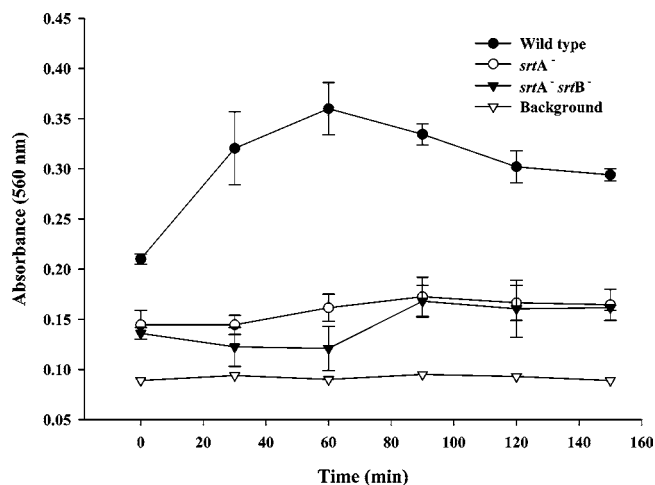 0.45
0.40
0.35
0.30
0.25
0.20
0.15
0.10
0.05
Absorbance (560 nm)
Wild type
srtA⁻
srtA⁻ srtB⁻
Background
0 20 40 60 80 100 120 140 160
Time (min)